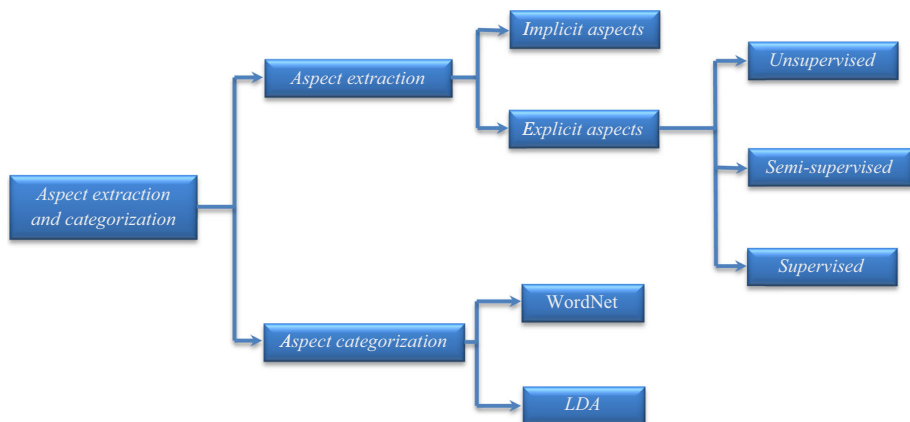 Implicit aspects
Unsupervised
Aspect extraction
Explicit aspects
Semi-supervised
Aspect extraction
and categorization
Supervised
WordNet
Aspect categorization
LDA